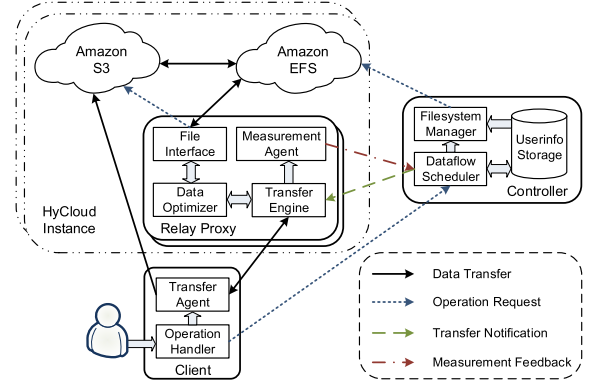 Amazon
S3
Amazon
EFS
File
Interface
Measurement
Agent
Data
Optimizer
Transfer
Engine
Relay Proxy
HyCloud
Instance
Filesystem
Manager
Dataflow
Scheduler
Userinfo
Storage
Controller
Transfer
Agent
Operation
Handler
Client
Data Transfer
Operation Request
Transfer Notification
Measurement Feedback